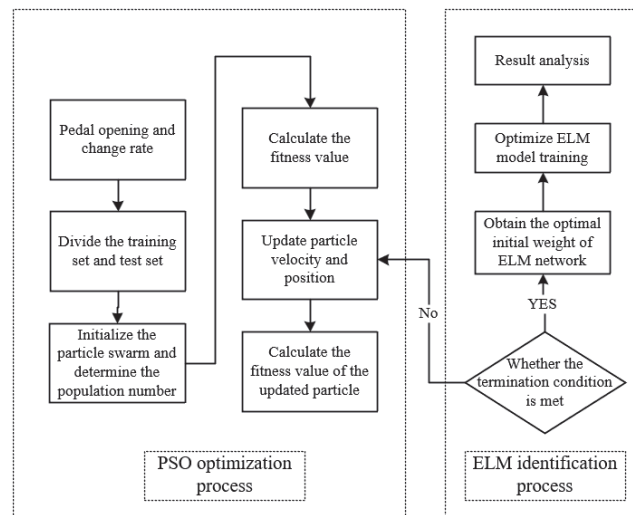 Pedal opening and
change rate
Divide the training
set and test set
Initialize the
particle swarm and
determine the
population number
Calculate the
fitness value
Update particle
velocity and
position
Calculate the
fitness value of the
updated particle
PSO optimization
process
Result analysis
Optimize ELM
model training
Obtain the optimal
initial weight of
ELM network
YES
No
Whether the
termination condition
is met
ELM identification
process